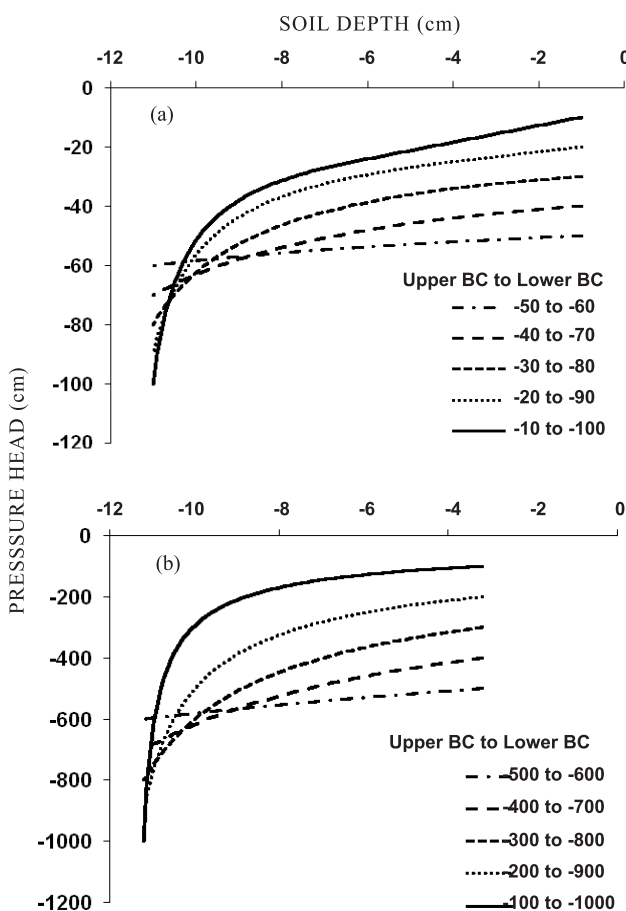 SOIL DEPTH (cm)
-12 -10 -8 -6 -4 -2 0
0
(a)
-20
-40
-60
-80
-100
-120
Upper BC to Lower BC
-50 to -60
-40 to -70
-30 to -80
-20 to -90
-10 to -100
PRESSSURE HEAD (cm)
-12 -10 -8 -6 -4 -2 0
0
(b)
-200
-400
-600
-800
-1000
-1200
Upper BC to Lower BC
-500 to -600
-400 to -700
-300 to -800
-200 to -900
-100 to -1000